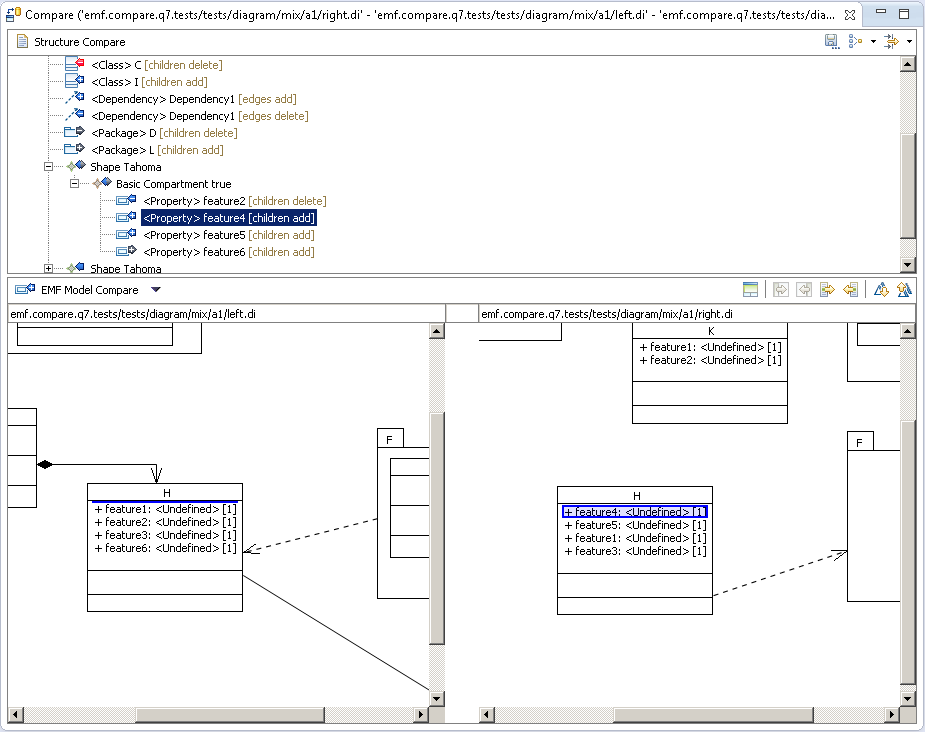 Compare ('emf.compare.q7.tests/tests/diagram/mix/a1/right.di' - 'emf.compare.q7.tests/tests/diagram/mix/a1/left.di' - 'emf.compare.q7.tests/tests/dia...
Structure Compare
<Class> C [children delete]
<Class> I [children add]
<Dependency> Dependency1 [edges add]
<Dependency> Dependency1 [edges delete]
<Package> D [children delete]
<Package> L [children add]
Shape Tahoma
Basic Compartment true
<Property> feature2 [children delete]
<Property> feature4 [children add]
<Property> feature5 [children add]
<Property> feature6 [children add]
Shape Tahoma
EMF Model Compare
emf.compare.q7.tests/tests/diagram/mix/a1/left.di
emf.compare.q7.tests/tests/diagram/mix/a1/right.di
F
H
+ feature1: <Undefined> [1]
+ feature2: <Undefined> [1]
+ feature3: <Undefined> [1]
+ feature6: <Undefined> [1]
K
+ feature1: <Undefined> [1]
+ feature2: <Undefined> [1]
F
H
+ feature4: <Undefined> [1]
+ feature5: <Undefined> [1]
+ feature1: <Undefined> [1]
+ feature3: <Undefined> [1]